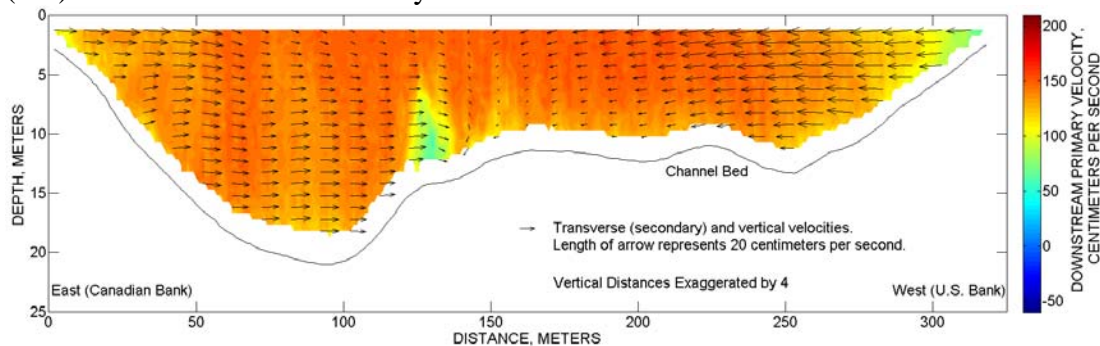 0
5
10
15
20
25
DEPTH, METERS
Channel Bed
Transverse (secondary) and vertical velocities.
Length of arrow represents 20 centimeters per second.
Vertical Distances Exaggerated by 4
East (Canadian Bank)
West (U.S. Bank)
0 50 100 150 200 250 300
DISTANCE, METERS
200
150
100
50
0
-50
DOWNSTREAM PRIMARY VELOCITY,
CENTIMETERS PER SECOND